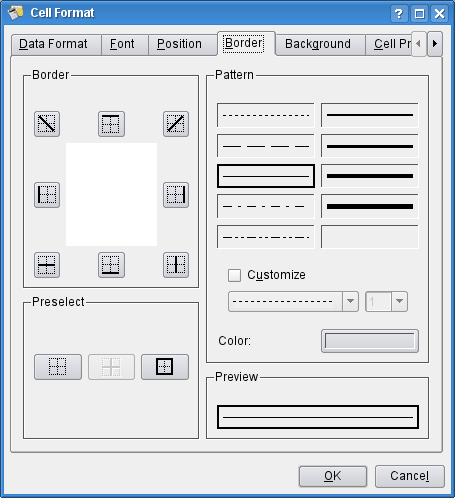 Cell Format
Data Format Font Position Border Background Cell Pr
Border
Pattern
Customize
1
Color:
Preselect
Preview
OK Cancel